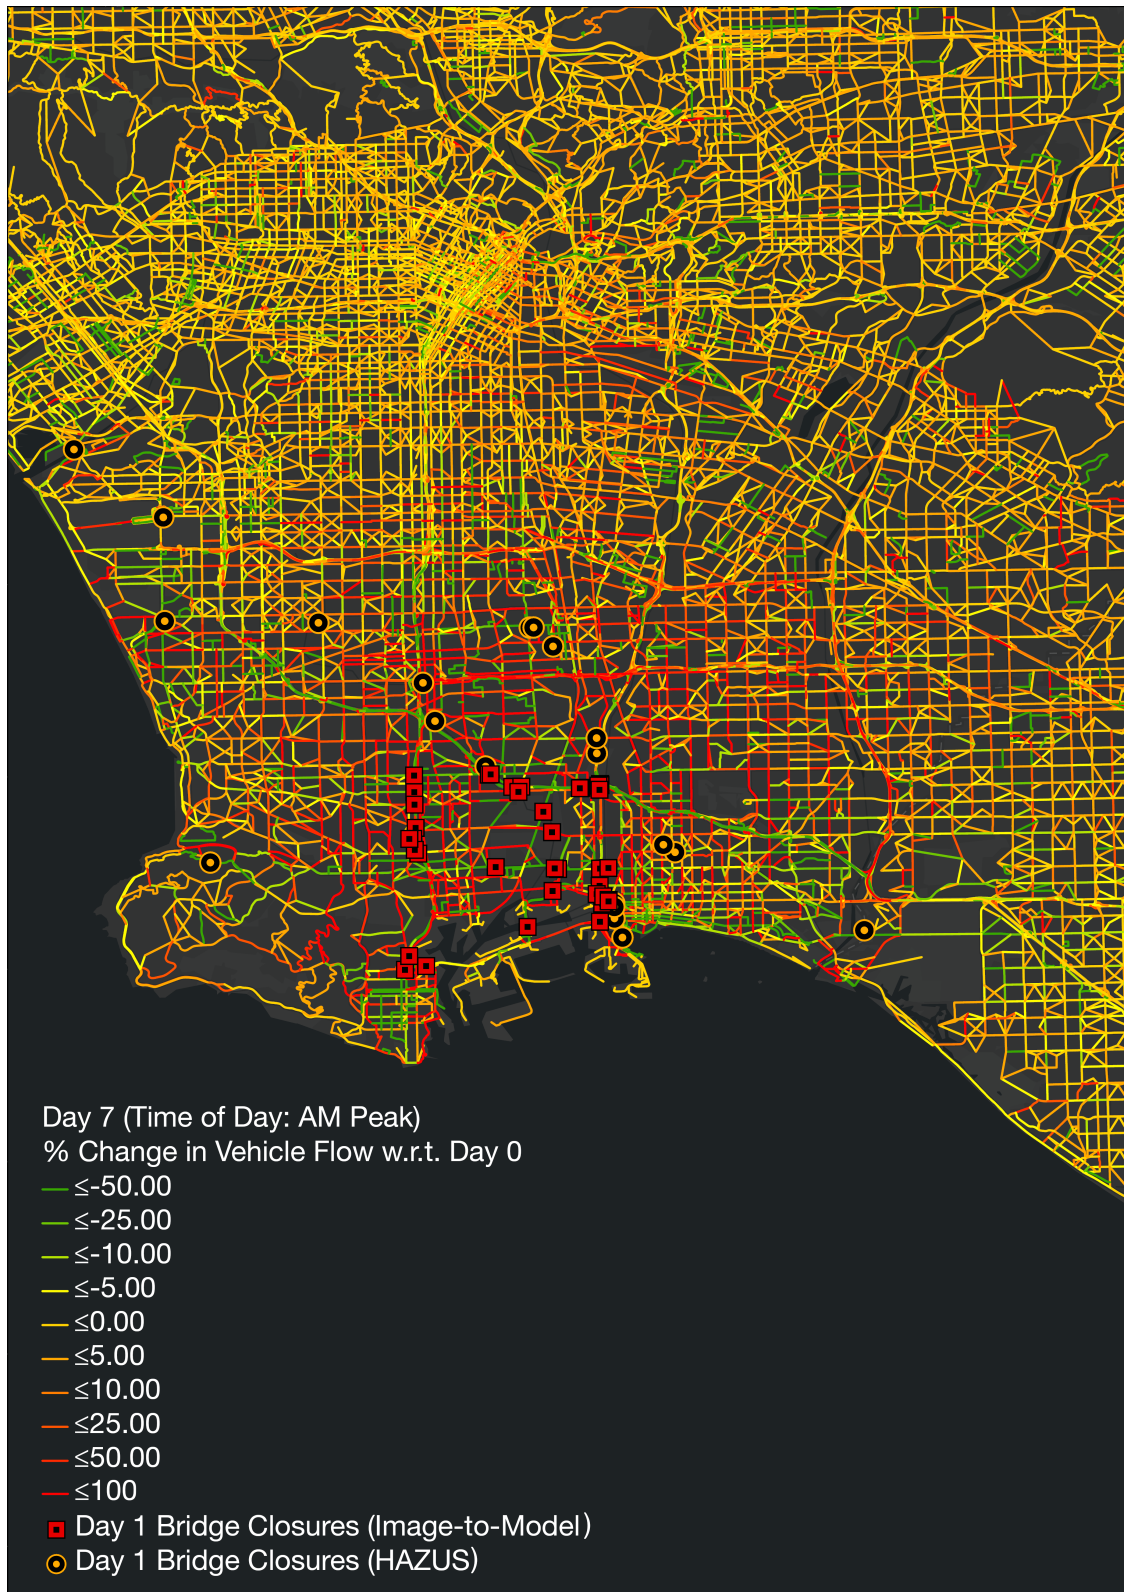 Day 7 (Time of Day: AM Peak)
% Change in Vehicle Flow w.r.t. Day 0
≤-50.00
≤-25.00
≤-10.00
≤-5.00
≤0.00
≤5.00
≤10.00
≤25.00
≤50.00
≤100
Day 1 Bridge Closures (Image-to-Model)
Day 1 Bridge Closures (HAZUS)